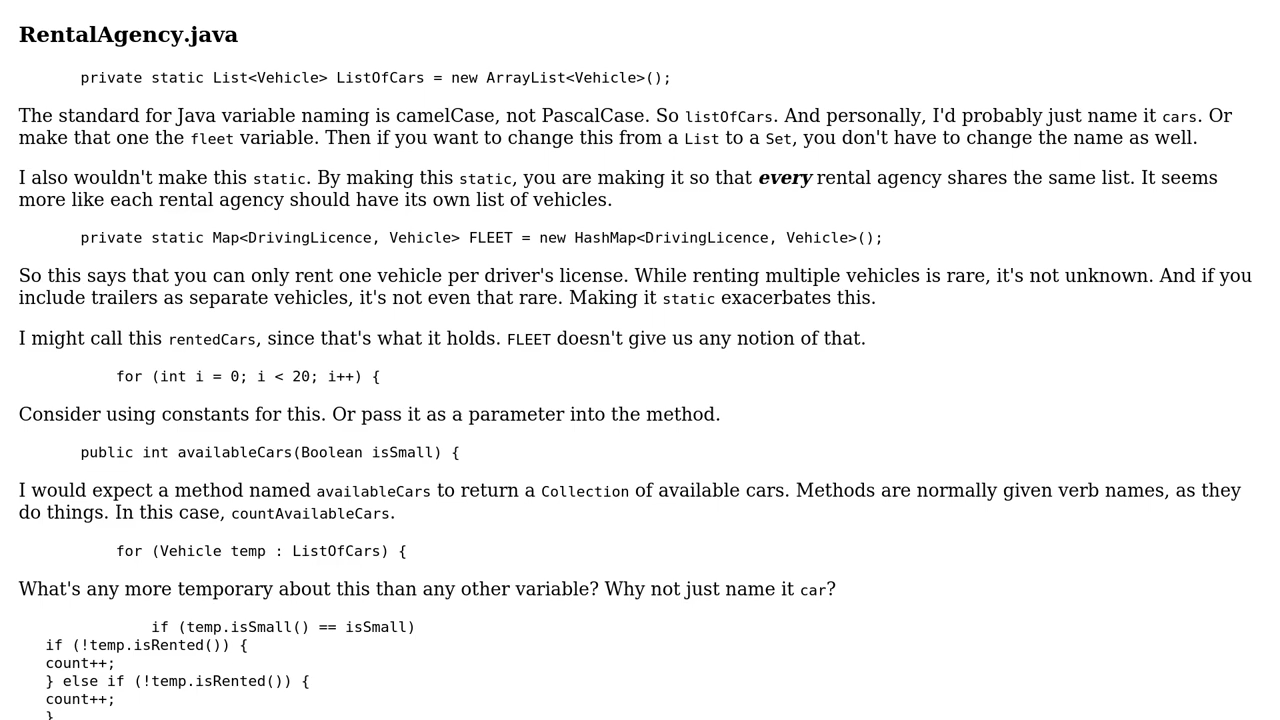 RentalAgency.java
private static List<Vehicle> ListOfCars = new ArrayList<Vehicle>();
The standard for Java variable naming is camelCase, not PascalCase. So listOfCars. And personally, I'd probably just name it cars. Or
make that one the fleet variable. Then if you want to change this from a List to a Set, you don't have to change the name as well.
I also wouldn't make this static. By making this static, you are making it so that every rental agency shares the same list. It seems
more like each rental agency should have its own list of vehicles.
private static Map<DrivingLicence, Vehicle> FLEET = new HashMap<DrivingLicence, Vehicle>();
So this says that you can only rent one vehicle per driver's license. While renting multiple vehicles is rare, it's not unknown. And if you
include trailers as separate vehicles, it's not even that rare. Making it static exacerbates this.
I might call this rentedCars, since that's what it holds. FLEET doesn't give us any notion of that.
for (int i = 0; i < 20; i++) {
Consider using constants for this. Or pass it as a parameter into the method.
public int availableCars(Boolean isSmall) {
I would expect a method named availableCars to return a Collection of available cars. Methods are normally given verb names, as they
do things. In this case, countAvailableCars.
for (Vehicle temp : ListOfCars) {
What's any more temporary about this than any other variable? Why not just name it car?
if (temp.isSmall() == isSmall)
if (!temp.isRented()) {
count++;
} else if (!temp.isRented()) {
count++;
}